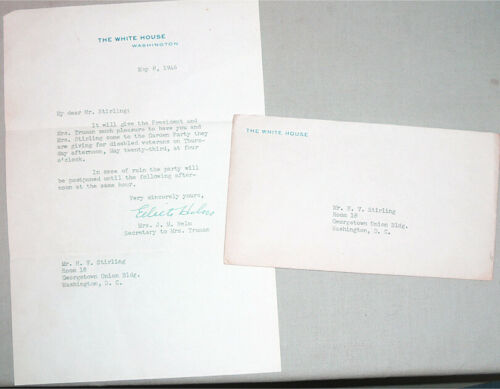 THE WHITE HOUSE
WASHINGTON
May 8, 1946
My dear Mr. Stirling:
It will give the President and
Mrs. Truman much pleasure to have you and
Mrs. Stirling come to the Garden Party they
are giving for disabled veterans on Thurs-
day afternoon, May twenty-third, at four
o'clock.
In case of rain the party will
be postponed until the following after-
noon at the same hour.
Very sincerely yours,
Mrs. J. M. Helm
Secretary to Mrs. Truman
Mr. H. V. Stirling
Room 18
Georgetown Union Bldg.
Washington, D. C.
THE WHITE HOUSE
Mr. H. V. Stirling
Room 18
Georgetown Union Bldg.
Washington, D. C.